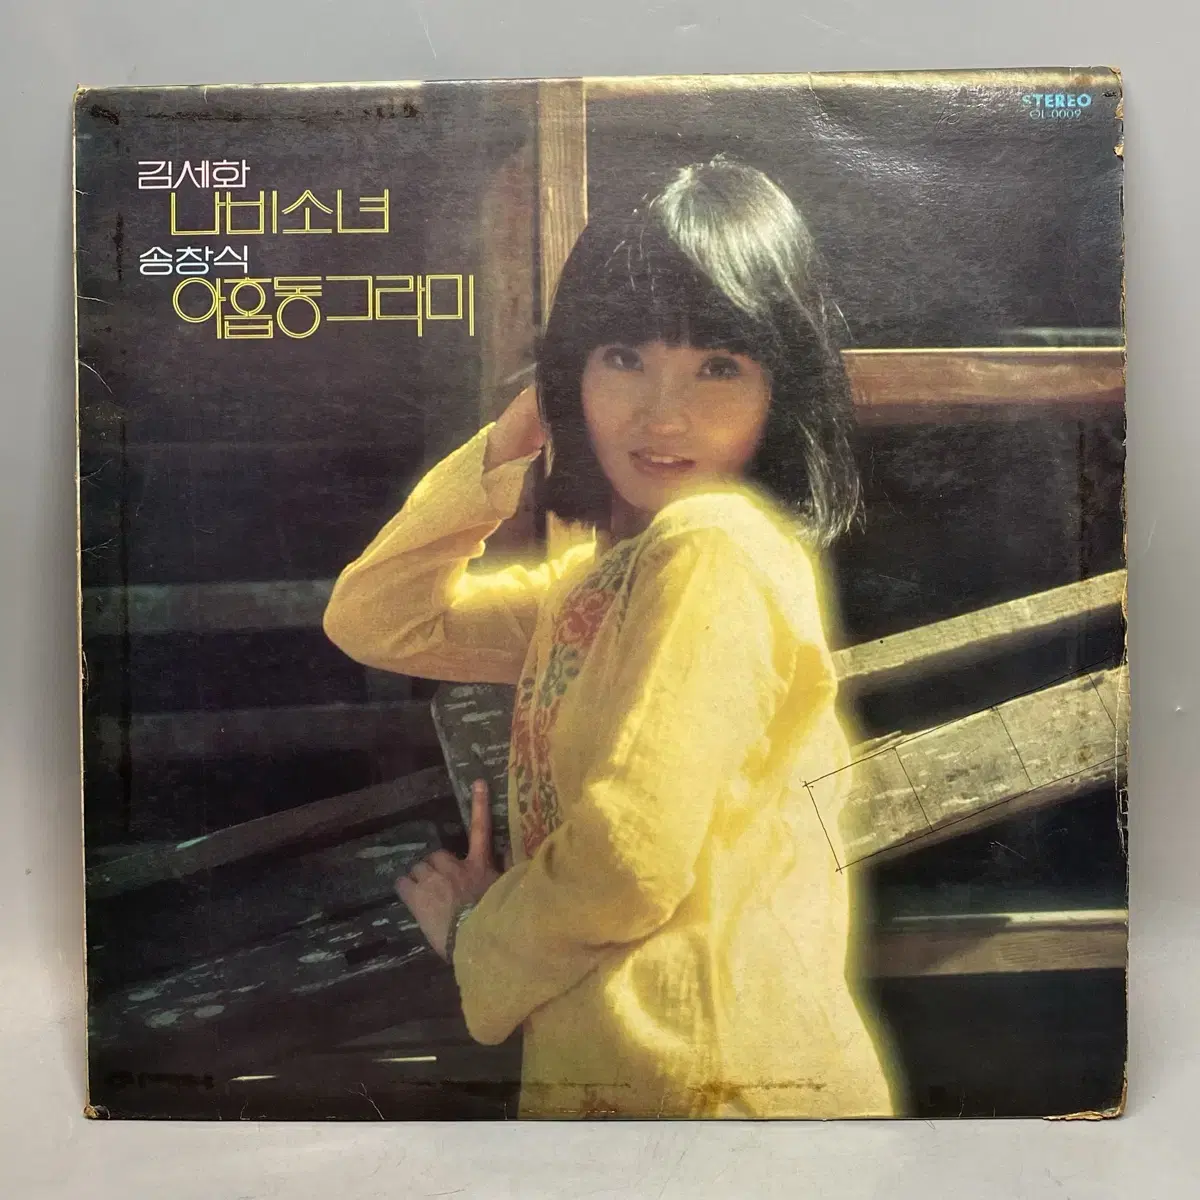 STEREO
OL-0009
김세화
나비소녀
송창식
아홉동그라미